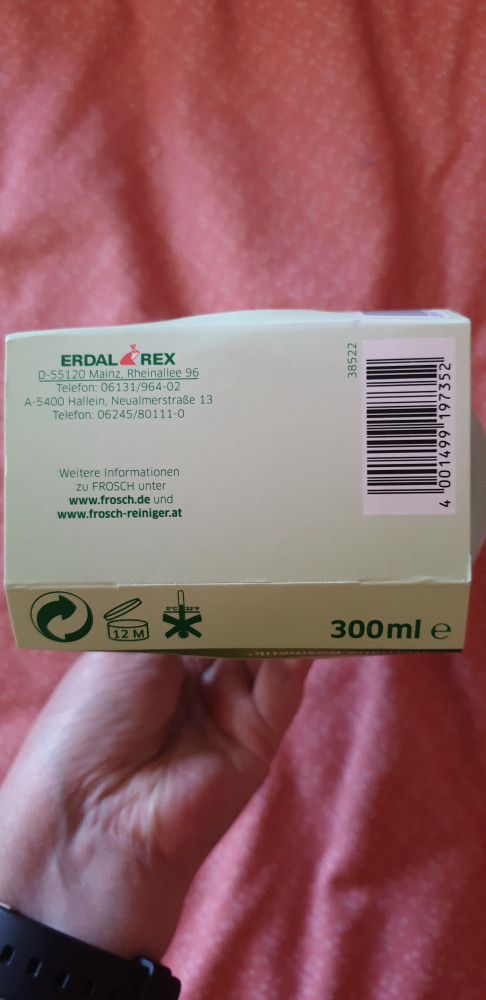 ERDAL REX
D-55120 Mainz, Rheinallee 96
Telefon: 06131/964-02
A-5400 Hallein, Neualmerstraße 13
Telefon: 06245/80111-0
Weitere Informationen
zu FROSCH unter
www.frosch.de und
www.frosch-reiniger.at
38522
4 001499 197352
12 M
0°C 32°F
300ml e